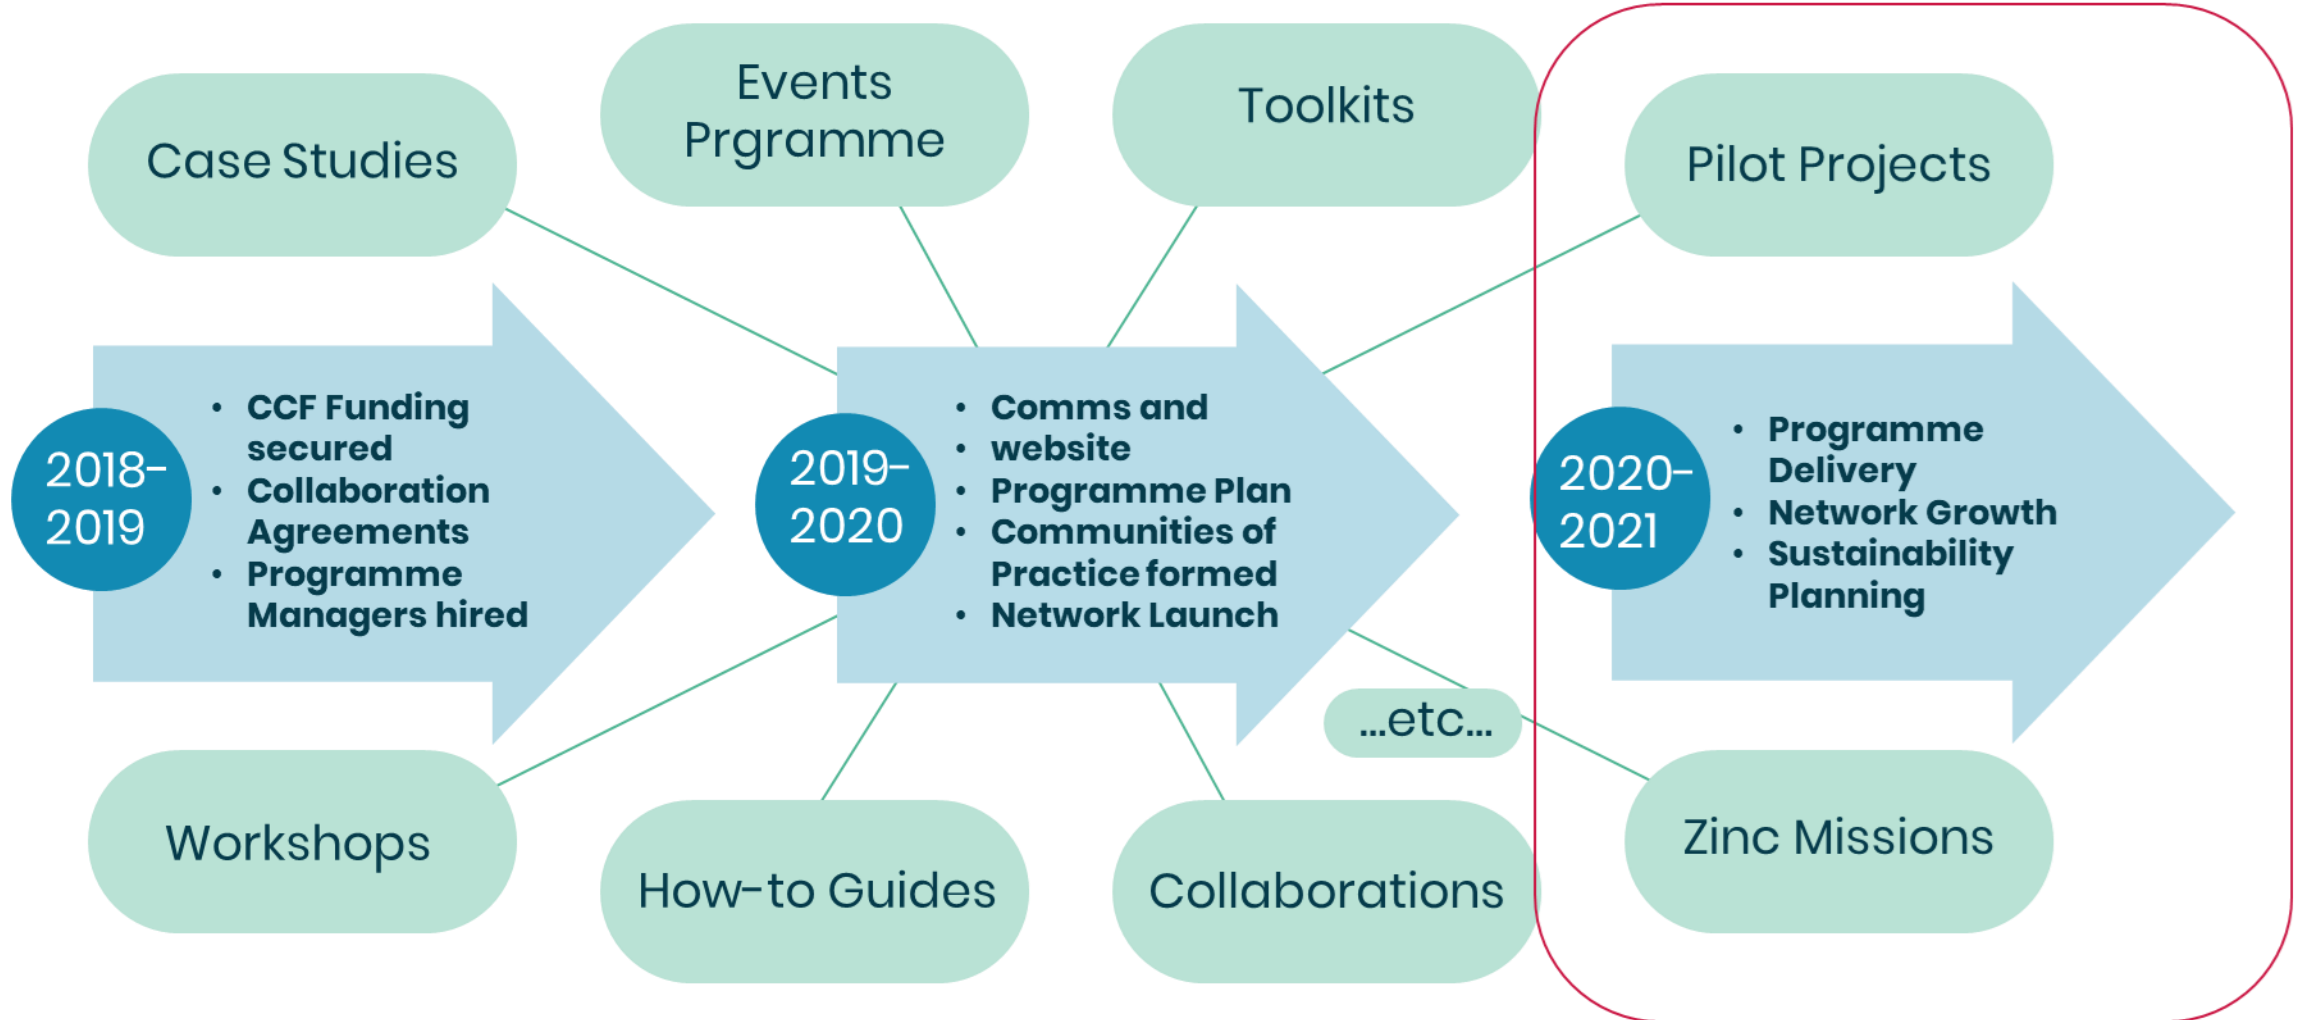 Case Studies
Events
Prgramme
Toolkits
Pilot Projects
2018-
2019
• CCF Funding
secured
• Collaboration
Agreements
• Programme
Managers hired
2019-
2020
• Comms and
• website
• Programme Plan
• Communities of
Practice formed
• Network Launch
2020-
2021
• Programme
Delivery
• Network Growth
• Sustainability
Planning
...etc...
Workshops
How-to Guides
Collaborations
Zinc Missions